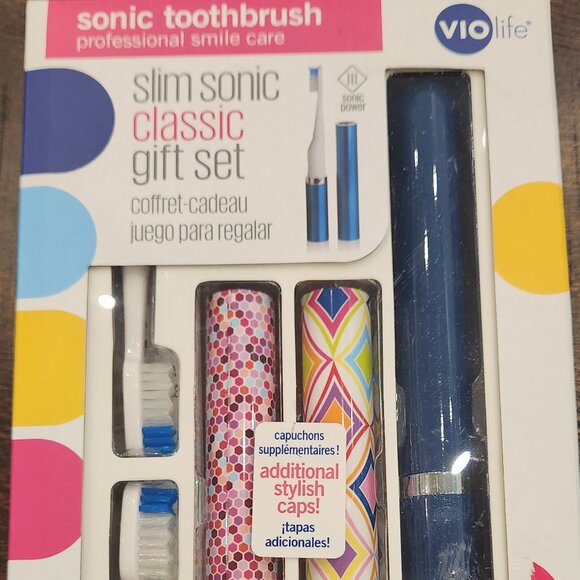 sonic toothbrush
professional smile care
VIOlife®
slim sonic
classic
gift set
coffret-cadeau
juego para regalar
sonic
power
capuchons
supplémentaires !
additional
stylish
caps!
¡tapas
adicionales!